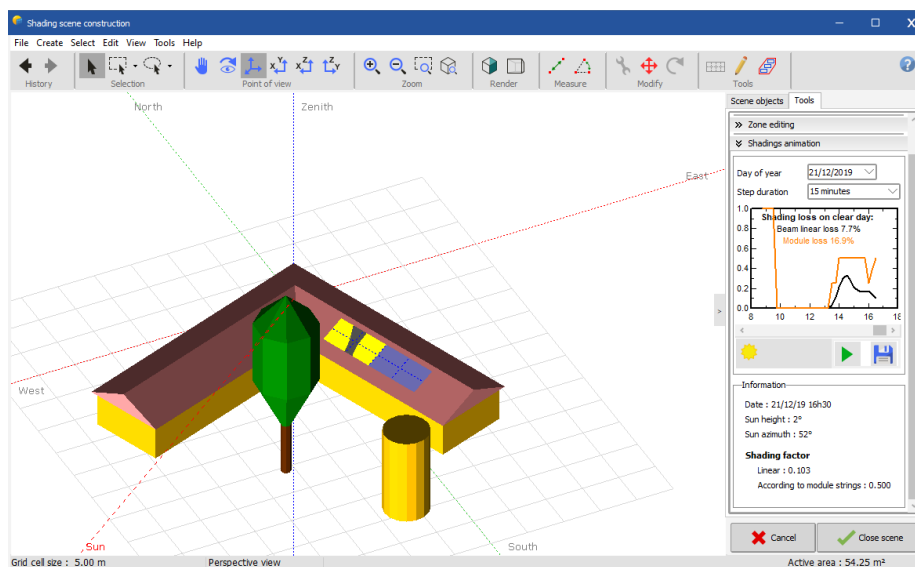 Shading scene construction
File Create Select Edit View Tools Help
X Y X Z Z Y
History Selection Point of view Zoom Render Measure Modify Tools
?
Scene objects Tools
North Zenith
East
West
Sun
South
>
Zone editing
Shadings animation
Day of year 21/12/2019
Step duration 15 minutes
1.0
0.8
0.6
0.4
0.2
0.0
Shading loss on clear day:
Beam linear loss 7.7%
Module loss 16.9%
8 10 12 14 16 18
Information
Date : 21/12/19 16h30
Sun height : 2°
Sun azimuth : 52°
Shading factor
Linear : 0.103
According to module strings : 0.500
Cancel Close scene
Grid cell size : 5.00 m Perspective view Active area : 54.25 m²